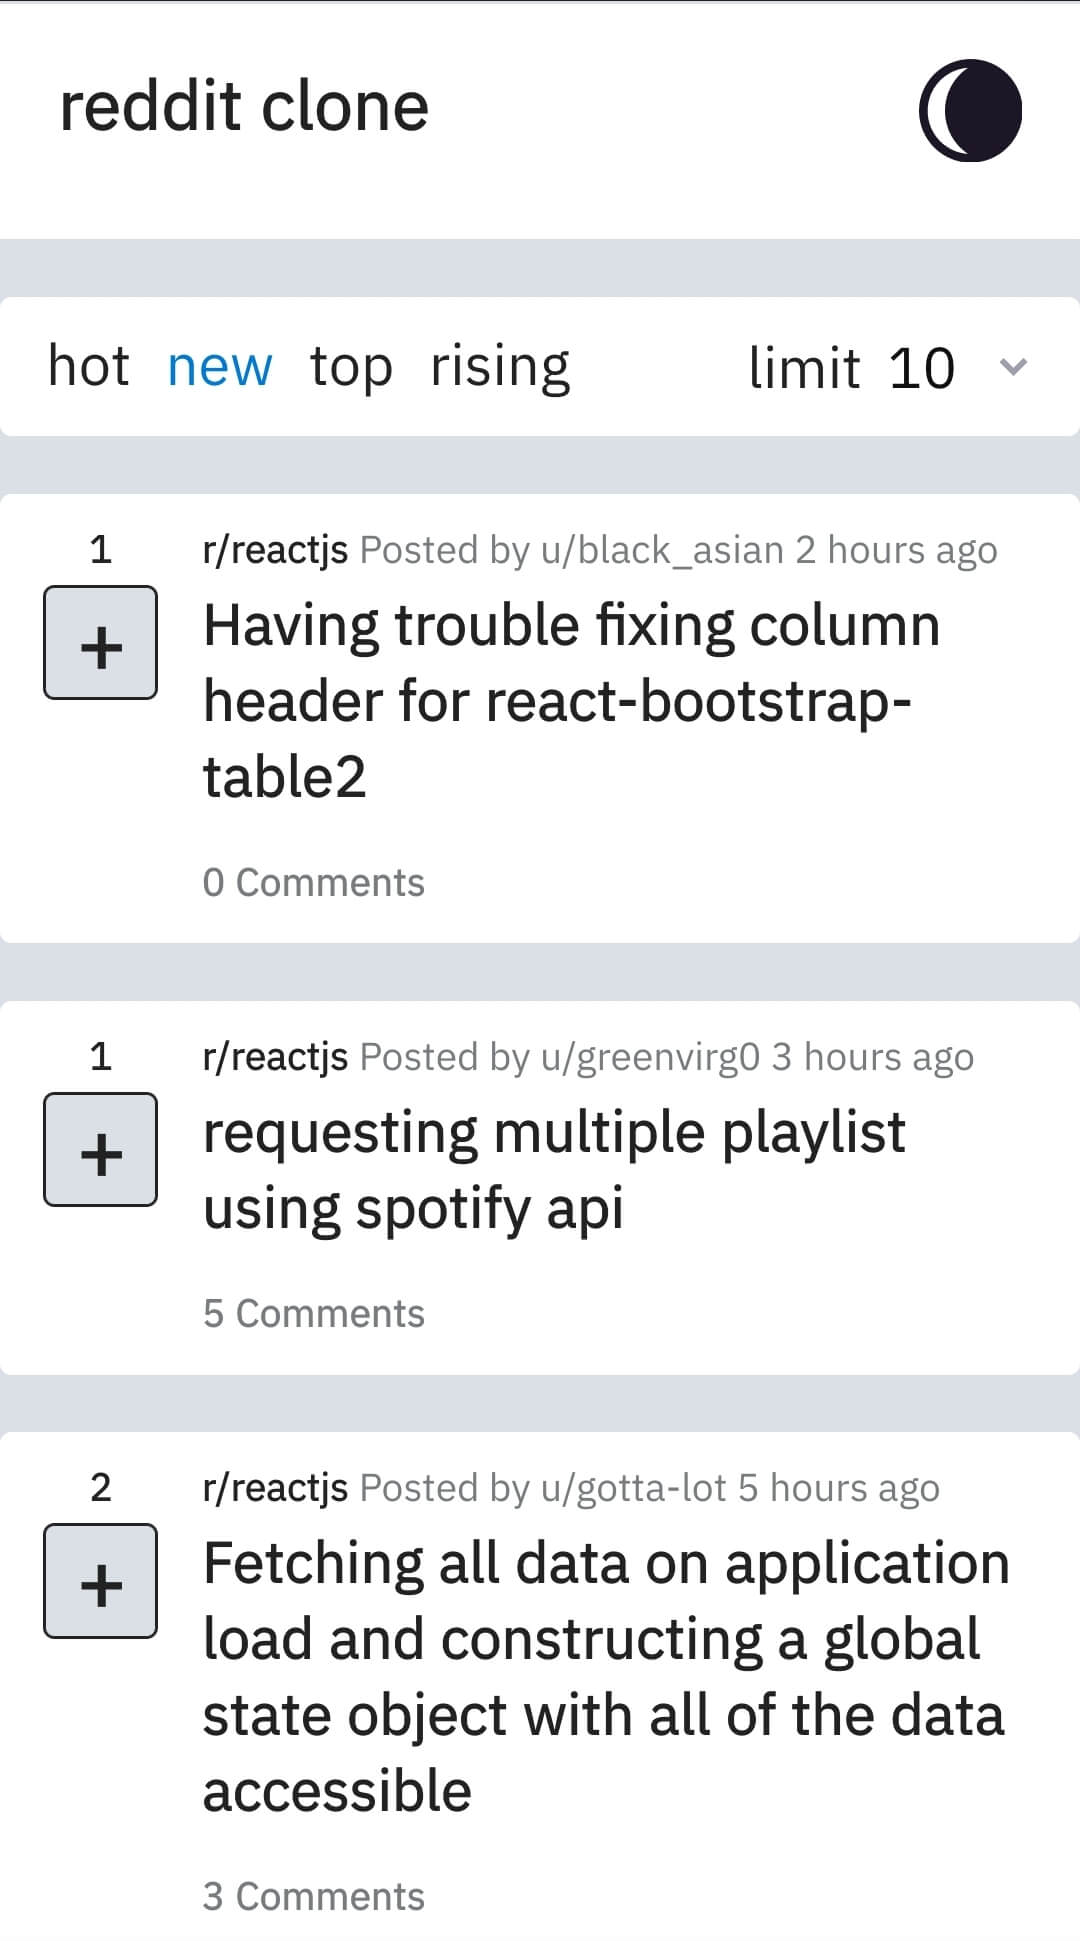 reddit clone
hot new top rising limit 10
1 r/reactjs Posted by u/black_asian 2 hours ago
+ Having trouble fixing column
header for react-bootstrap-
table2
0 Comments
1 r/reactjs Posted by u/greenvirg0 3 hours ago
+ requesting multiple playlist
using spotify api
5 Comments
2 r/reactjs Posted by u/gotta-lot 5 hours ago
+ Fetching all data on application
load and constructing a global
state object with all of the data
accessible
3 Comments